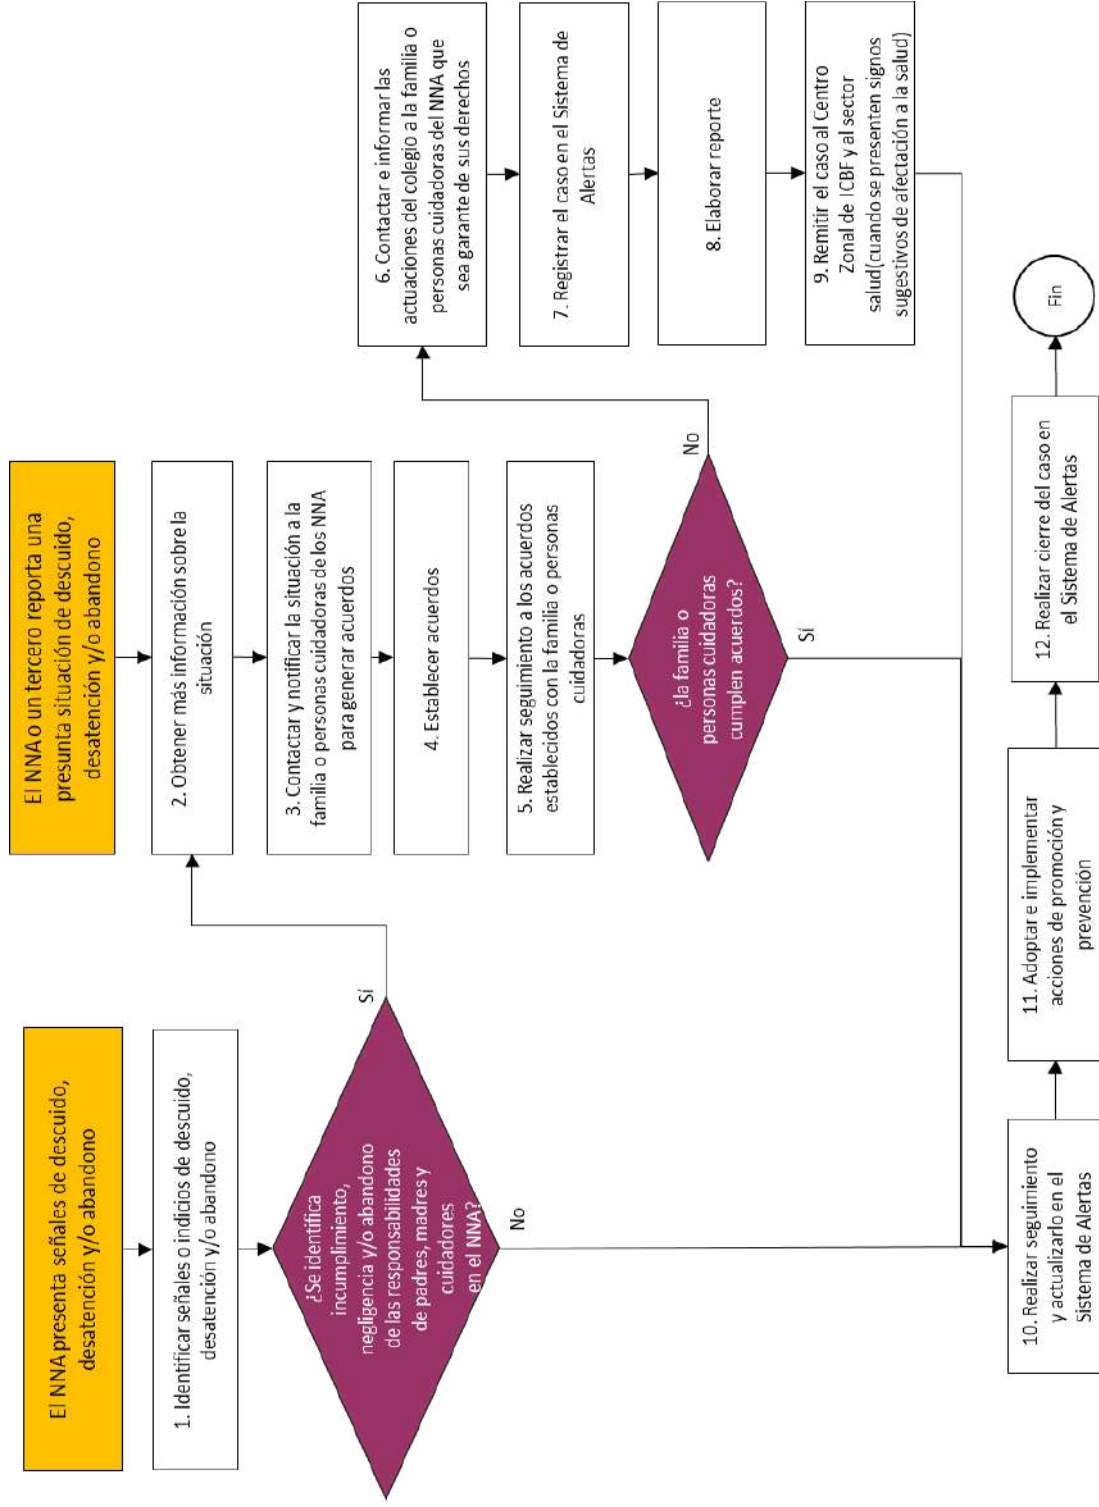 El NNA presenta señales de descuido,
desatención y/o abandono
1. Identificar señales o indicios de descuido,
desatención y/o abandono
¿Se identifica
incumplimiento,
negligencia y/o abandono
de las responsabilidades
de padres, madres y
cuidadores
en el NNA?
Sí
No
El NNA o un tercero reporta una
presunta situación de descuido,
desatención y/o abandono
2. Obtener más información sobre la
situación
3. Contactar y notificar la situación a la
familia o personas cuidadoras de los NNA
para generar acuerdos
4. Establecer acuerdos
5. Realizar seguimiento a los acuerdos
establecidos con la familia o personas
cuidadoras
¿la familia o
personas cuidadoras
cumplen acuerdos?
No
Sí
6. Contactar e informar las
actuaciones del colegio a la familia o
personas cuidadoras del NNA que
sea garante de sus derechos
7. Registrar el caso en el Sistema de
Alertas
8. Elaborar reporte
9. Remitir el caso al Centro
Zonal de ICBF y al sector
salud(cuando se presenten signos
sugestivos de afectación a la salud)
10. Realizar seguimiento
y actualizarlo en el
Sistema de Alertas
11. Adoptar e implementar
acciones de promoción y
prevención
12. Realizar cierre del caso en
el Sistema de Alertas
Fin